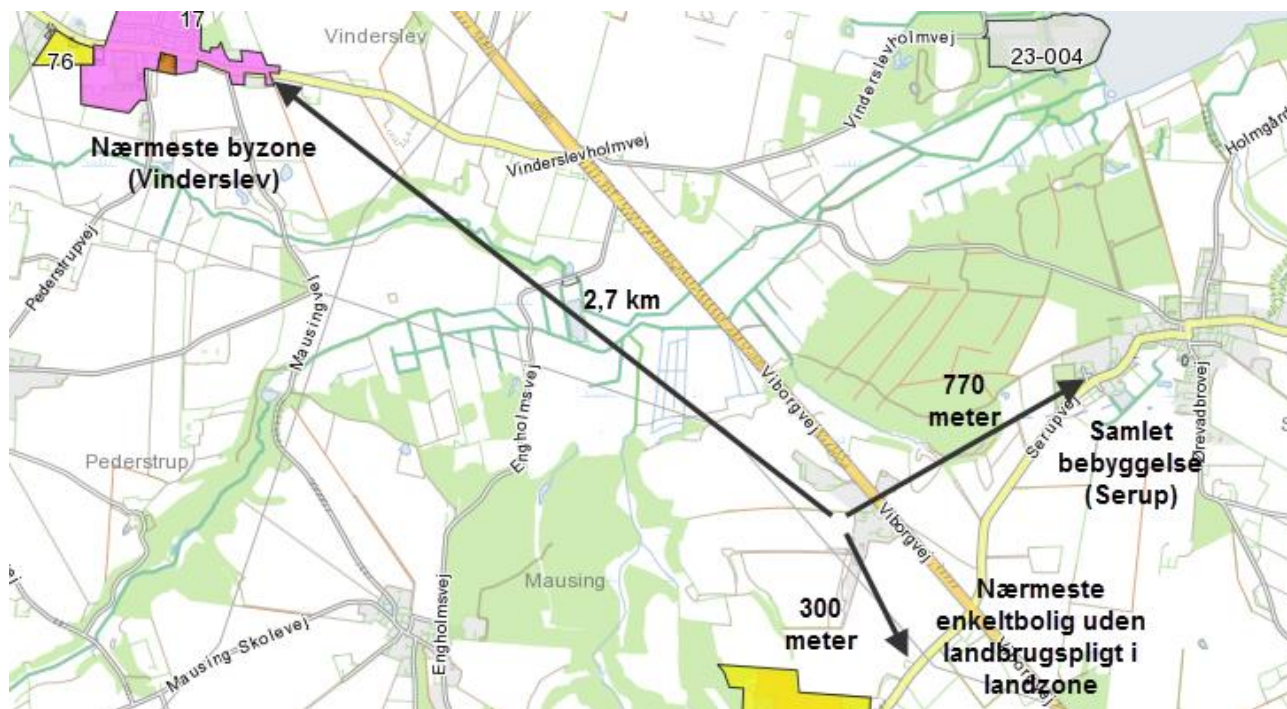 17
Vinderslev
76
23-004
Vinderslevholmvej
Holmgård
Nærmeste byzone
(Vinderslev)
Vinderslevholmvej
Pederstrupvej
Mausingvej
2,7 km
Viborgvej
770
meter
Serupvej
Engholmsvej
Samlet
bebyggelse
(Serup)
Pederstrup
Viborgvej
Mausing
300
meter
Nærmeste
enkeltbolig uden
landbrugspligt i
landzone
Engholmsvej
Mausing-Skolevej